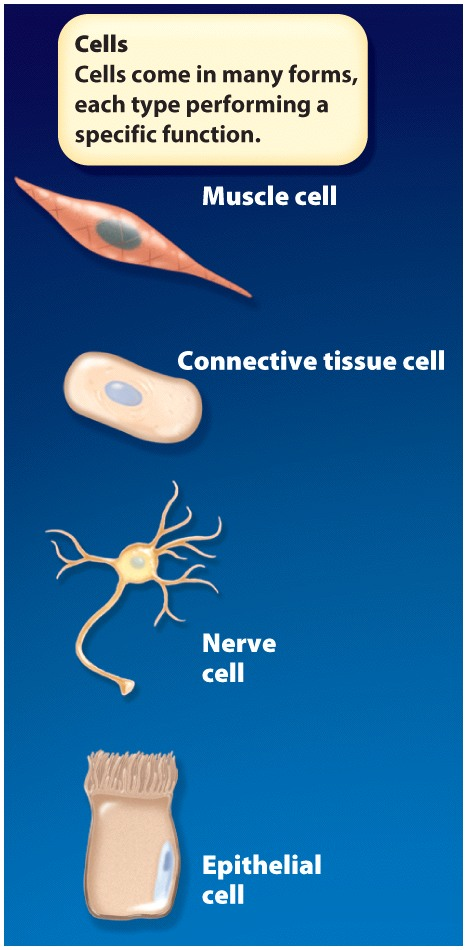 Cells
Cells come in many forms,
each type performing a
specific function.
Muscle cell
Connective tissue cell
Nerve
cell
Epithelial
cell